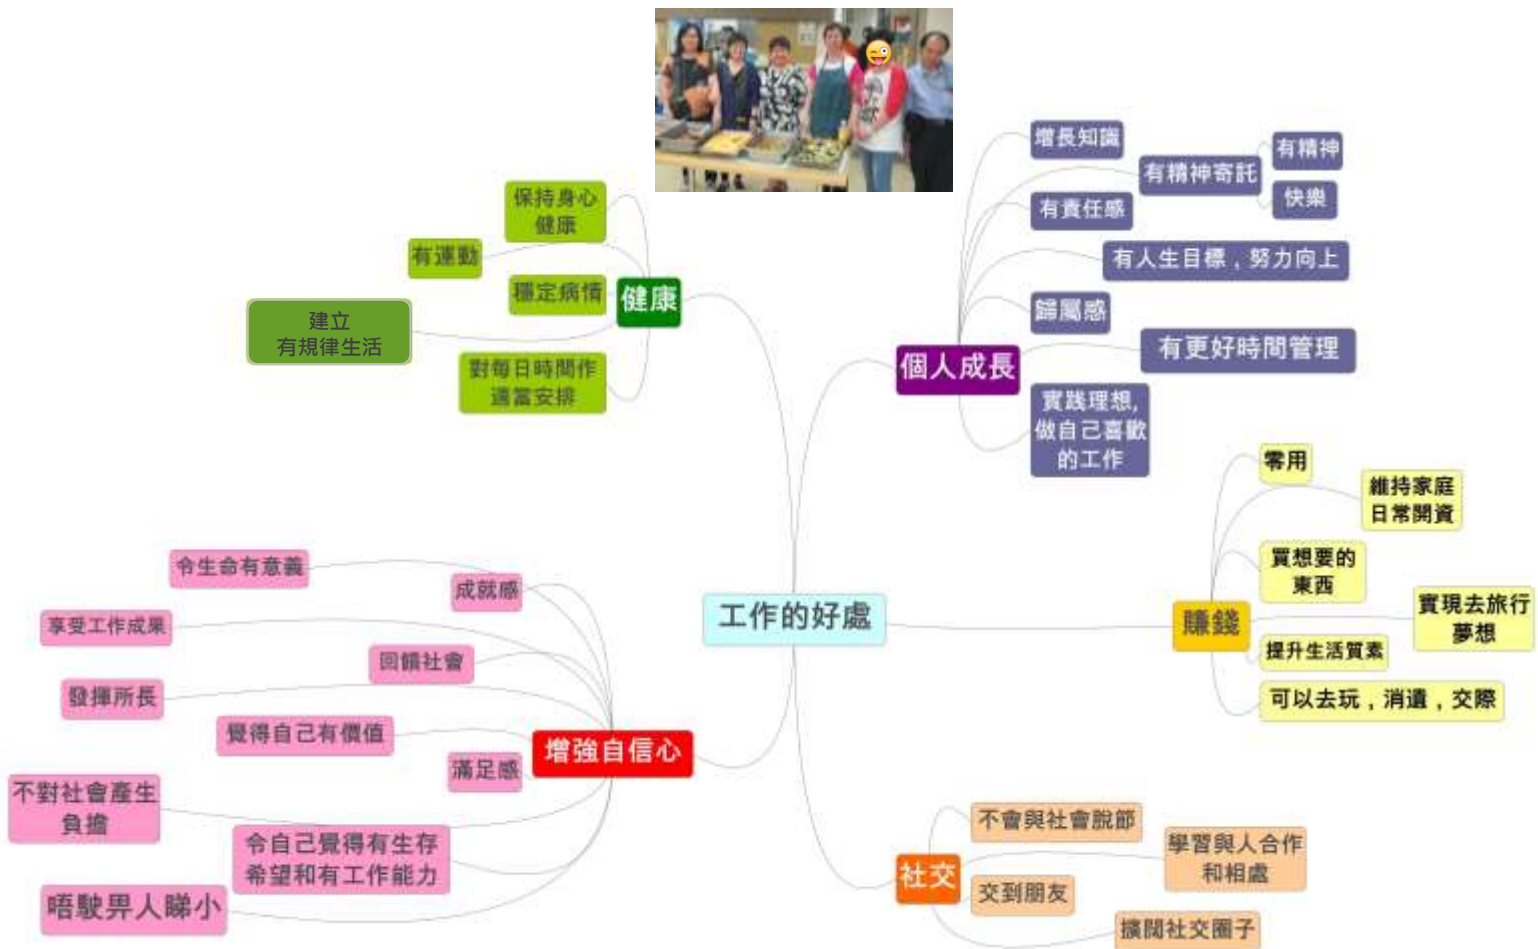 工作的好處
健康
保持身心
健康
有運動
穩定病情
建立
有規律生活
對每日時間作
適當安排
個人成長
增長知識
有精神寄託
有精神
快樂
有責任感
有人生目標，努力向上
歸屬感
有更好時間管理
實踐理想,
做自己喜歡
的工作
賺錢
零用
維持家庭
日常開資
買想要的
東西
實現去旅行
夢想
提升生活質素
可以去玩，消遺，交際
增強自信心
令生命有意義
成就感
享受工作成果
回饋社會
發揮所長
覺得自己有價值
滿足感
不對社會產生
負擔
令自己覺得有生存
希望和有工作能力
唔駛畀人睇小
社交
不會與社會脫節
學習與人合作
和相處
交到朋友
擴闊社交圈子